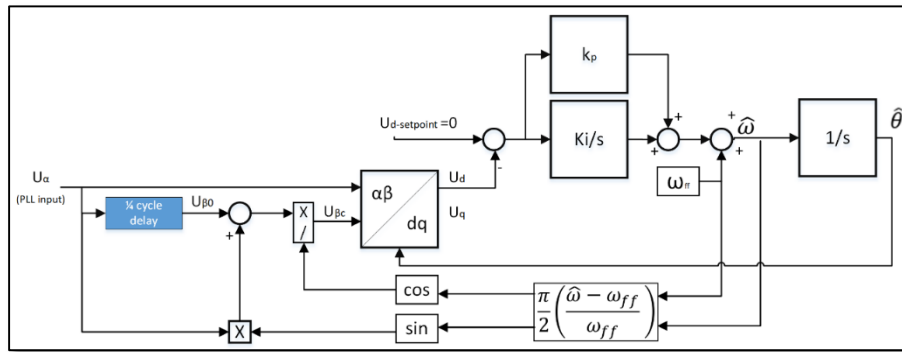 kp
Ud-setpoint =0
Ki/s
+
+
+
+
ω̂
1/s
θ̂
-
Uα
(PLL input)
¼ cycle
delay
Uβ0
+
X
/
Uβc
αβ
dq
Ud
Uq
ωff
cos
sin
X
π/2 (ω̂ − ωff / ωff)